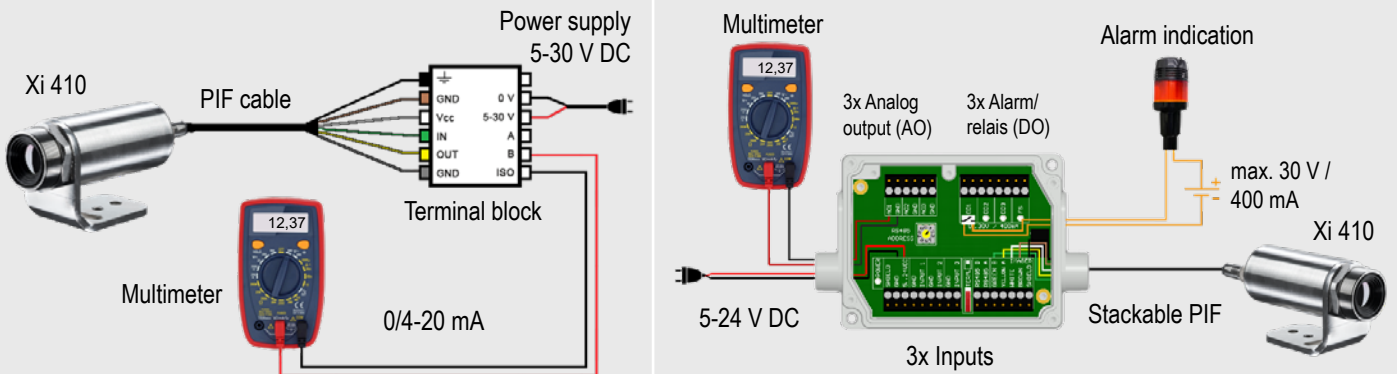 Power supply
5-30 V DC
Xi 410
PIF cable
GND
Vcc
IN
OUT
GND
0 V
5-30 V
A
B
ISO
Terminal block
12,37
Multimeter
0/4-20 mA
Multimeter
12,37
Alarm indication
3x Analog
output (AO)
3x Alarm/
relais (DO)
max. 30 V /
400 mA
+
-
RS485
ADDRESS
Xi 410
5-24 V DC
Stackable PIF
3x Inputs